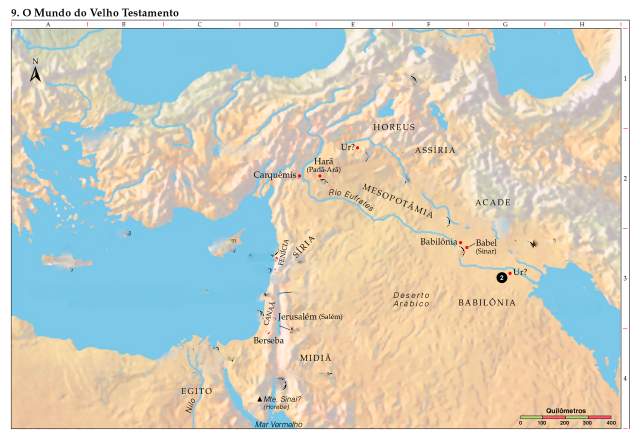 9. O Mundo do Velho Testamento
A B C D E F G H
N
1
HOREUS
Ur?
ASSÍRIA
Harã
(Padã-Arã)
Carquêmis
2
Rio Eufrates
MESOPOTÂMIA
ACADE
Babilônia
Babel
(Sinar)
FENÍCIA
SÍRIA
Ur?
2
3
Deserto
Arábico
BABILÔNIA
CANAÃ
Jerusalém (Salém)
Berseba
MIDIÃ
EGITO
Nilo
Mte. Sinai?
(Horebe)
4
Mar Vermelho
Quilômetros
0 100 200 300 400